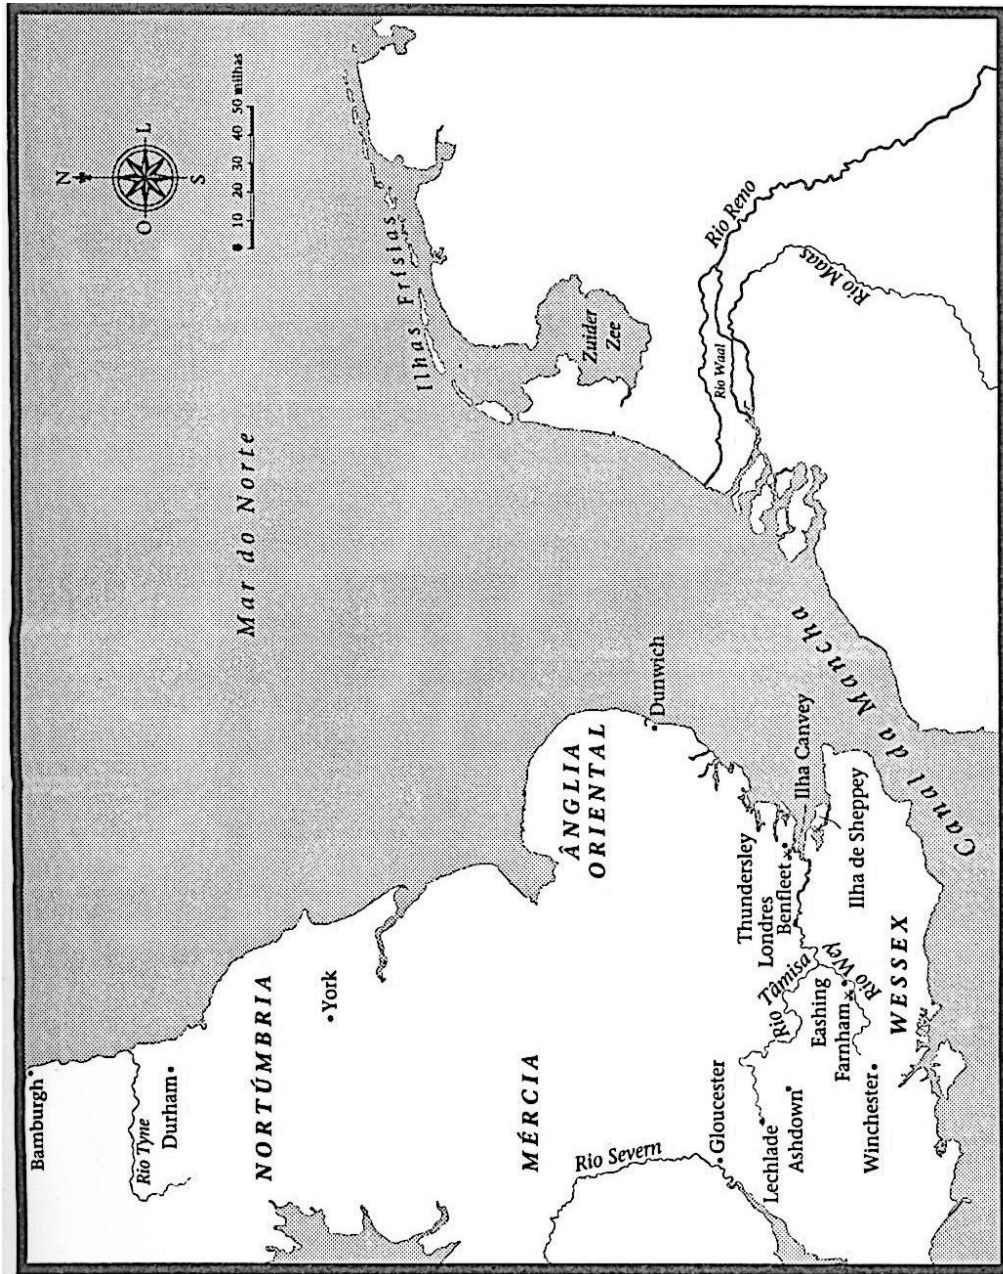 Bamburgh
N
O
L
S
Rio Tyne
Durham
0 10 20 30 40 50 milhas
Mar do Norte
NORTÚMBRIA
York
Ilhas Frísias
MÉRCIA
ÂNGLIA
ORIENTAL
Zuider
Zee
Rio Severn
Dunwich
Gloucester
Rio Reno
Rio Waal
Thundersley
Londres
Benfleet
Lechlade
Ashdown
Rio Tâmisa
Ilha Canvey
Canal da Mancha
Rio Maas
Eashing
Farnham
Rio Wey
Ilha de Sheppey
Winchester
WESSEX